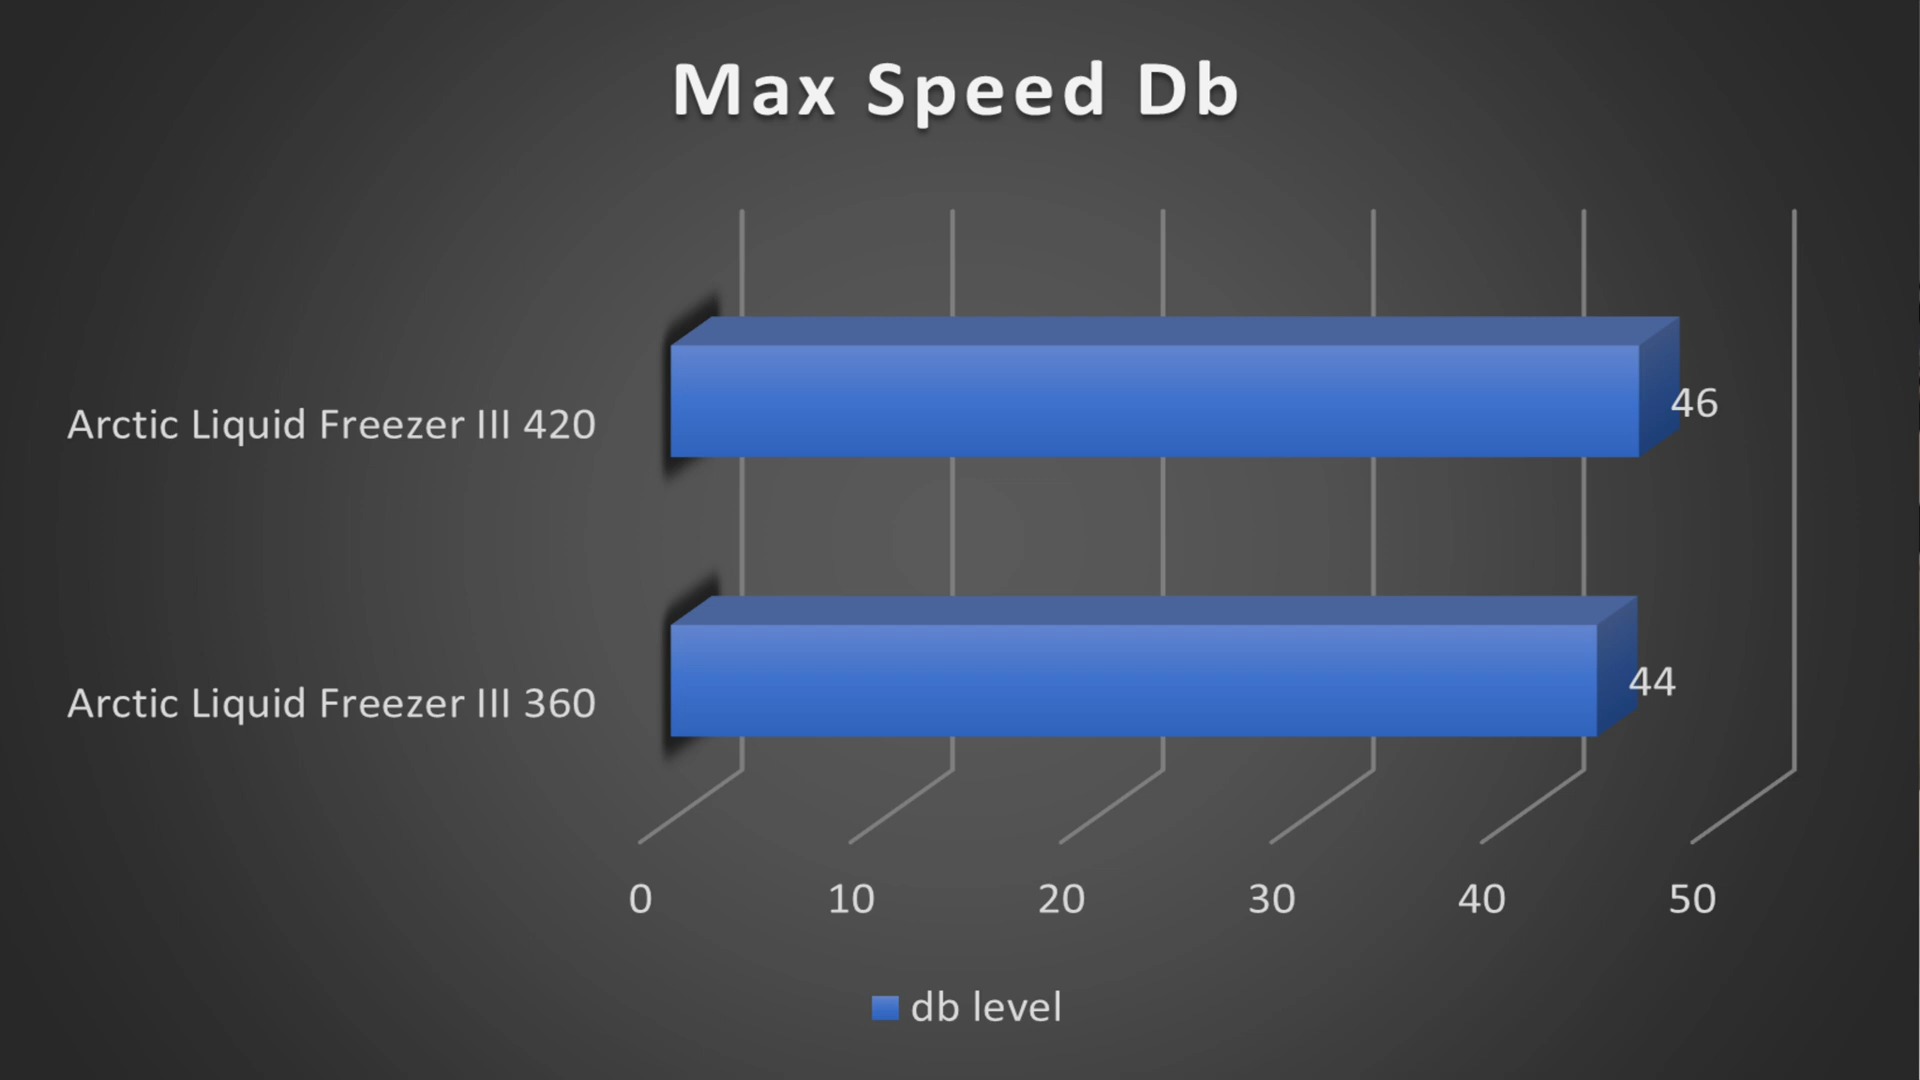 Max Speed Db
Arctic Liquid Freezer III 420
46
Arctic Liquid Freezer III 360
44
0 10 20 30 40 50
db level